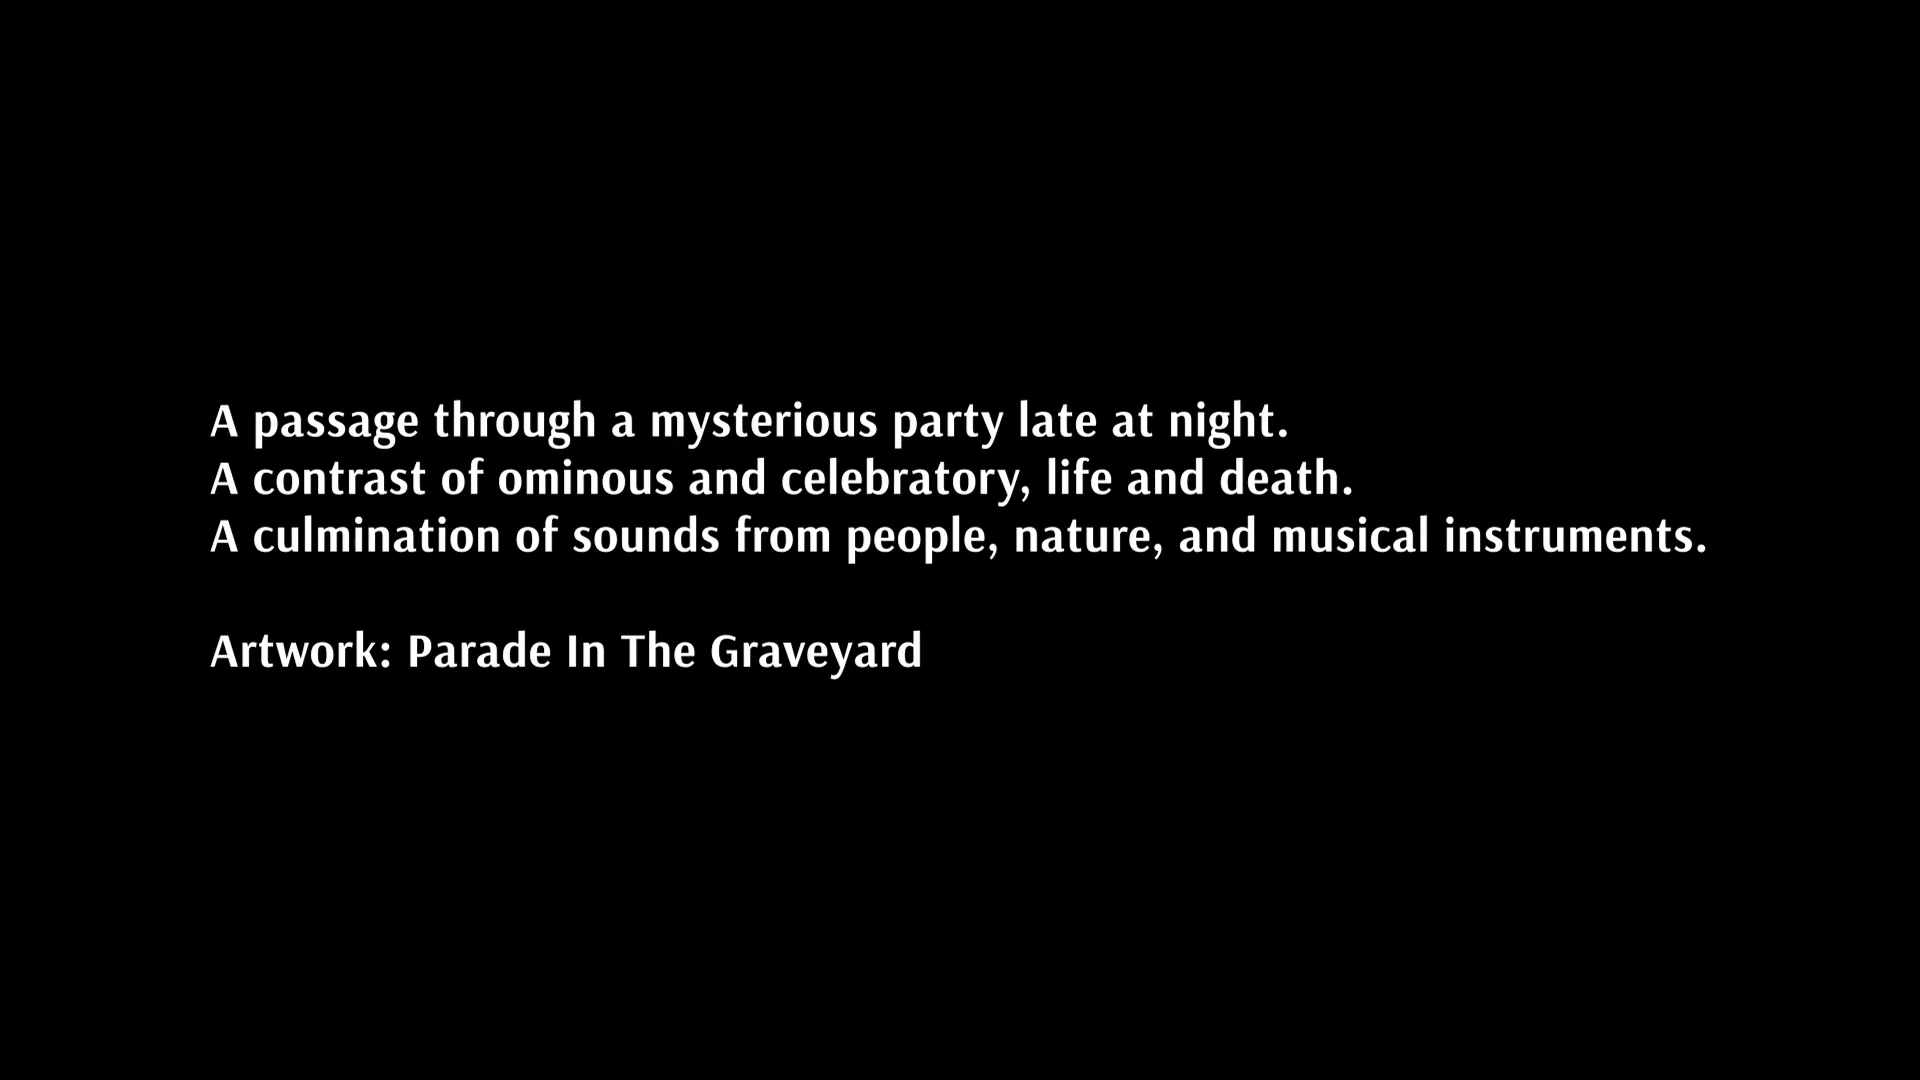 A passage through a mysterious party late at night.
A contrast of ominous and celebratory, life and death.
A culmination of sounds from people, nature, and musical instruments.
Artwork: Parade In The Graveyard